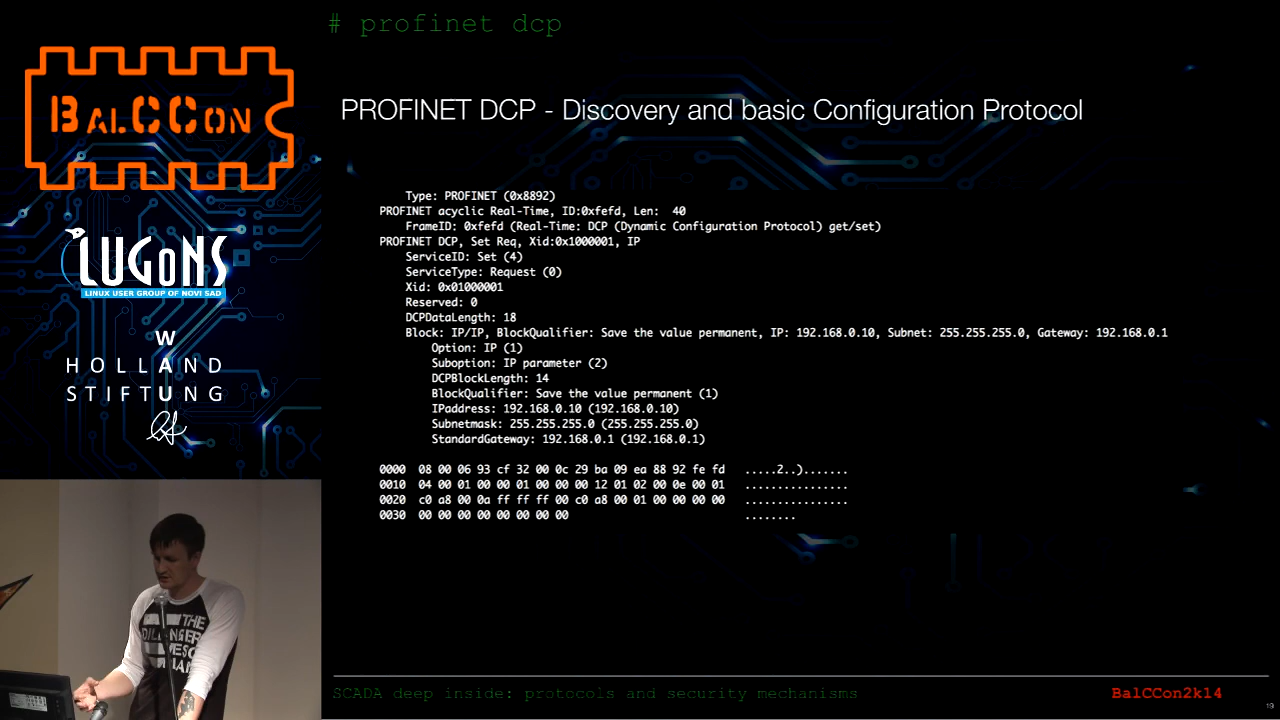 # profinet dcp
BALCCON
LUGONS
LINUX USER GROUP OF NOVI SAD
W
HOLLAND
A
STIFTUNG
U
PROFINET DCP - Discovery and basic Configuration Protocol
Type: PROFINET (0x8892)
PROFINET acyclic Real-Time, ID:0xfefd, Len: 40
FrameID: 0xfefd (Real-Time: DCP (Dynamic Configuration Protocol) get/set)
PROFINET DCP, Set Req, Xid:0x1000001, IP
ServiceID: Set (4)
ServiceType: Request (0)
Xid: 0x01000001
Reserved: 0
DCPDataLength: 18
Block: IP/IP, BlockQualifier: Save the value permanent, IP: 192.168.0.10, Subnet: 255.255.255.0, Gateway: 192.168.0.1
Option: IP (1)
Suboption: IP parameter (2)
DCPBlockLength: 14
BlockQualifier: Save the value permanent (1)
IPaddress: 192.168.0.10 (192.168.0.10)
Subnetmask: 255.255.255.0 (255.255.255.0)
StandardGateway: 192.168.0.1 (192.168.0.1)
0000 08 00 06 93 cf 32 00 0c 29 ba 09 ea 88 92 fe fd .....2..).......
0010 04 00 01 00 00 01 00 00 00 12 01 02 00 0e 00 01 ................
0020 c0 a8 00 0a ff ff ff 00 c0 a8 00 01 00 00 00 00 ................
0030 00 00 00 00 00 00 00 00 ........
THE
DILLINGER
ESCAPE
PLAN
SCADA deep inside: protocols and security mechanisms
BalCCon2k14
19